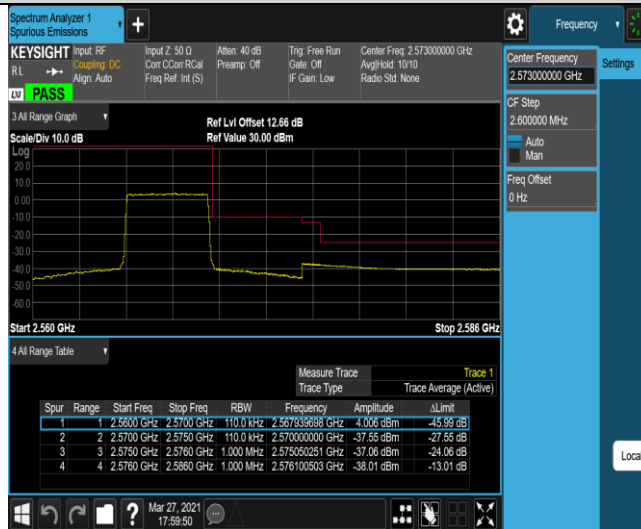 Spectrum Analyzer 1
Spurious Emissions
+
Frequency
KEYSIGHT
RL
LXI
PASS
Input: RF
Coupling: DC
Align: Auto
Input Z: 50 Ω
Corr CCorr RCal
Freq Ref: Int (S)
Atten: 40 dB
Preamp: Off
Trig: Free Run
Gate: Off
IF Gain: Low
Center Freq: 2.573000000 GHz
Avg|Hold: 10/10
Radio Std: None
Center Frequency
2.573000000 GHz
Settings
CF Step
2.600000 MHz
Auto
Man
Freq Offset
0 Hz
3 All Range Graph
Scale/Div 10.0 dB
Ref Lvl Offset 12.66 dB
Ref Value 30.00 dBm
Log
20.0
10.0
0.00
-10.0
-20.0
-30.0
-40.0
-50.0
-60.0
Start 2.560 GHz Stop 2.586 GHz
4 All Range Table
Measure Trace Trace 1
Trace Type Trace Average (Active)
Spur Range Start Freq Stop Freq RBW Frequency Amplitude ΔLimit
1 1 2.5600 GHz 2.5700 GHz 110.0 kHz 2.567939698 GHz 4.006 dBm -45.99 dB
2 2 2.5700 GHz 2.5750 GHz 110.0 kHz 2.570000000 GHz -37.55 dBm -27.55 dB
3 3 2.5750 GHz 2.5760 GHz 1.000 MHz 2.575050251 GHz -37.06 dBm -24.06 dB
4 4 2.5760 GHz 2.5860 GHz 1.000 MHz 2.576100503 GHz -38.01 dBm -13.01 dB
Local
?
Mar 27, 2021
17:59:50